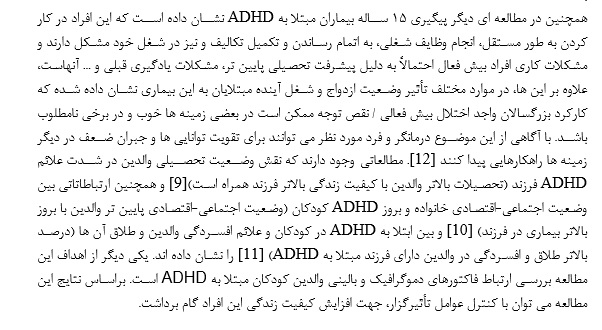 همچنین در مطالعه ای دیگر پیگیری ۱۵ ساله بیماران مبتلا به ADHD نشان داده است که این افراد در کار
کردن به طور مستقل، انجام وظایف شغلی، به اتمام رساندن و تکمیل تکالیف و نیز در شغل خود مشکل دارند و
مشکلات کاری افراد بیش فعال احتمالاً به دلیل پیشرفت تحصیلی پایین تر، مشکلات یادگیری قبلی و ... آنهاست،
علاوه بر این ها، در موارد مختلف تأثیر وضعیت ازدواج و شغل آینده مبتلایان به این بیماری نشان داده شده که
کارکرد بزرگسالان واجد اختلال بیش فعالی / نقص توجه ممکن است در بعضی زمینه ها خوب و در برخی نامطلوب
باشد. با آگاهی از این موضوع درمانگر و فرد مورد نظر می توانند برای تقویت توانایی ها و جبران ضعف در دیگر
زمینه ها راهکارهایی پیدا کنند [12]. مطالعاتی وجود دارند که نقش وضعیت تحصیلی والدین در شدت علائم
ADHD فرزند (تحصیلات بالاتر والدین با کیفیت زندگی بالاتر فرزند همراه است)[9] و همچنین ارتباطاتی بین
وضعیت اجتماعی-اقتصادی خانواده و بروز ADHD کودکان (وضعیت اجتماعی-اقتصادی پایین تر والدین با بروز
بالاتر بیماری در فرزند) [10] و بین ابتلا به ADHD در کودکان و علائم افسردگی والدین و طلاق آن ها (درصد
بالاتر طلاق و افسردگی در والدین دارای فرزند مبتلا به ADHD) [11] را نشان داده اند. یکی دیگر از اهداف این
مطالعه بررسی ارتباط فاکتورهای دموگرافیک و بالینی والدین کودکان مبتلا به ADHD است. براساس نتایج این
مطالعه می توان با کنترل عوامل تأثیرگزار، جهت افزایش کیفیت زندگی این افراد گام برداشت.